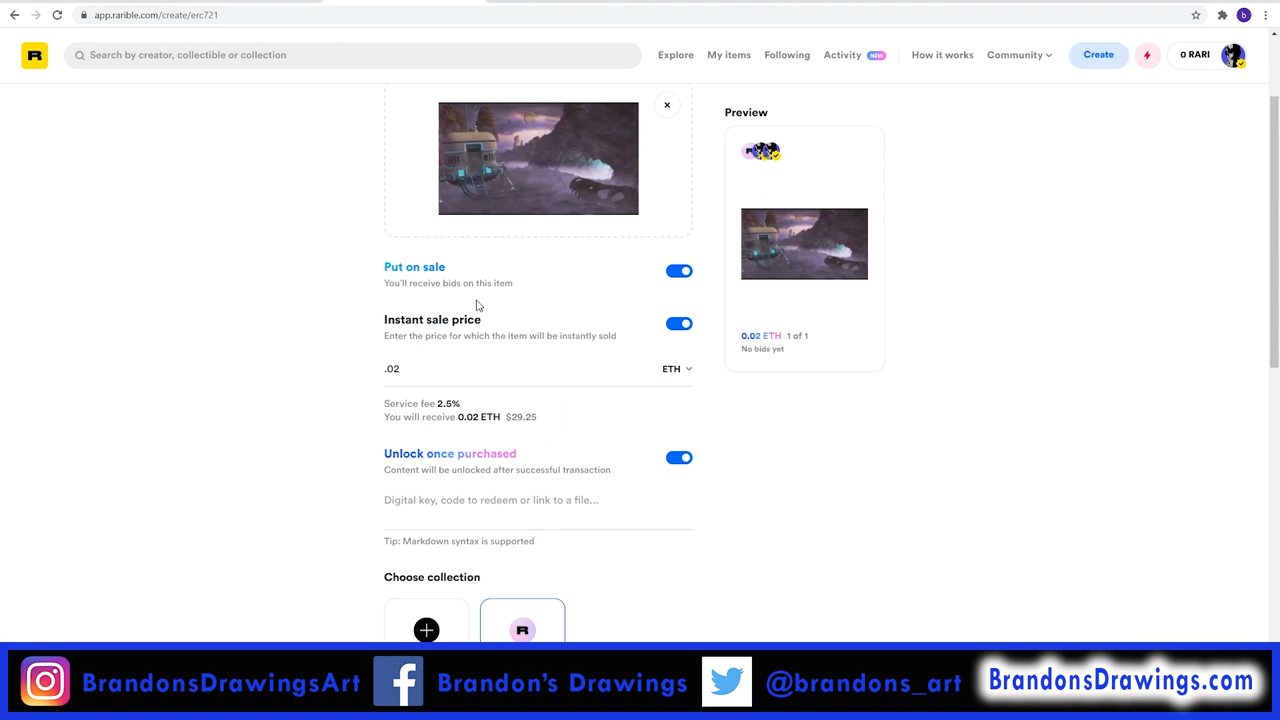 app.rarible.com/create/erc721
b
R
Search by creator, collectible or collection
Explore
My items
Following
Activity NEW
How it works
Community
Create
0 RARI
Preview
Put on sale
You'll receive bids on this item
Instant sale price
Enter the price for which the item will be instantly sold
.02
ETH
Service fee 2.5%
You will receive 0.02 ETH $29.25
0.02 ETH 1 of 1
No bids yet
Unlock once purchased
Content will be unlocked after successful transaction
Digital key, code to redeem or link to a file...
Tip: Markdown syntax is supported
Choose collection
R
BrandonsDrawingsArt
Brandon's Drawings
@brandons_art
BrandonsDrawings.com